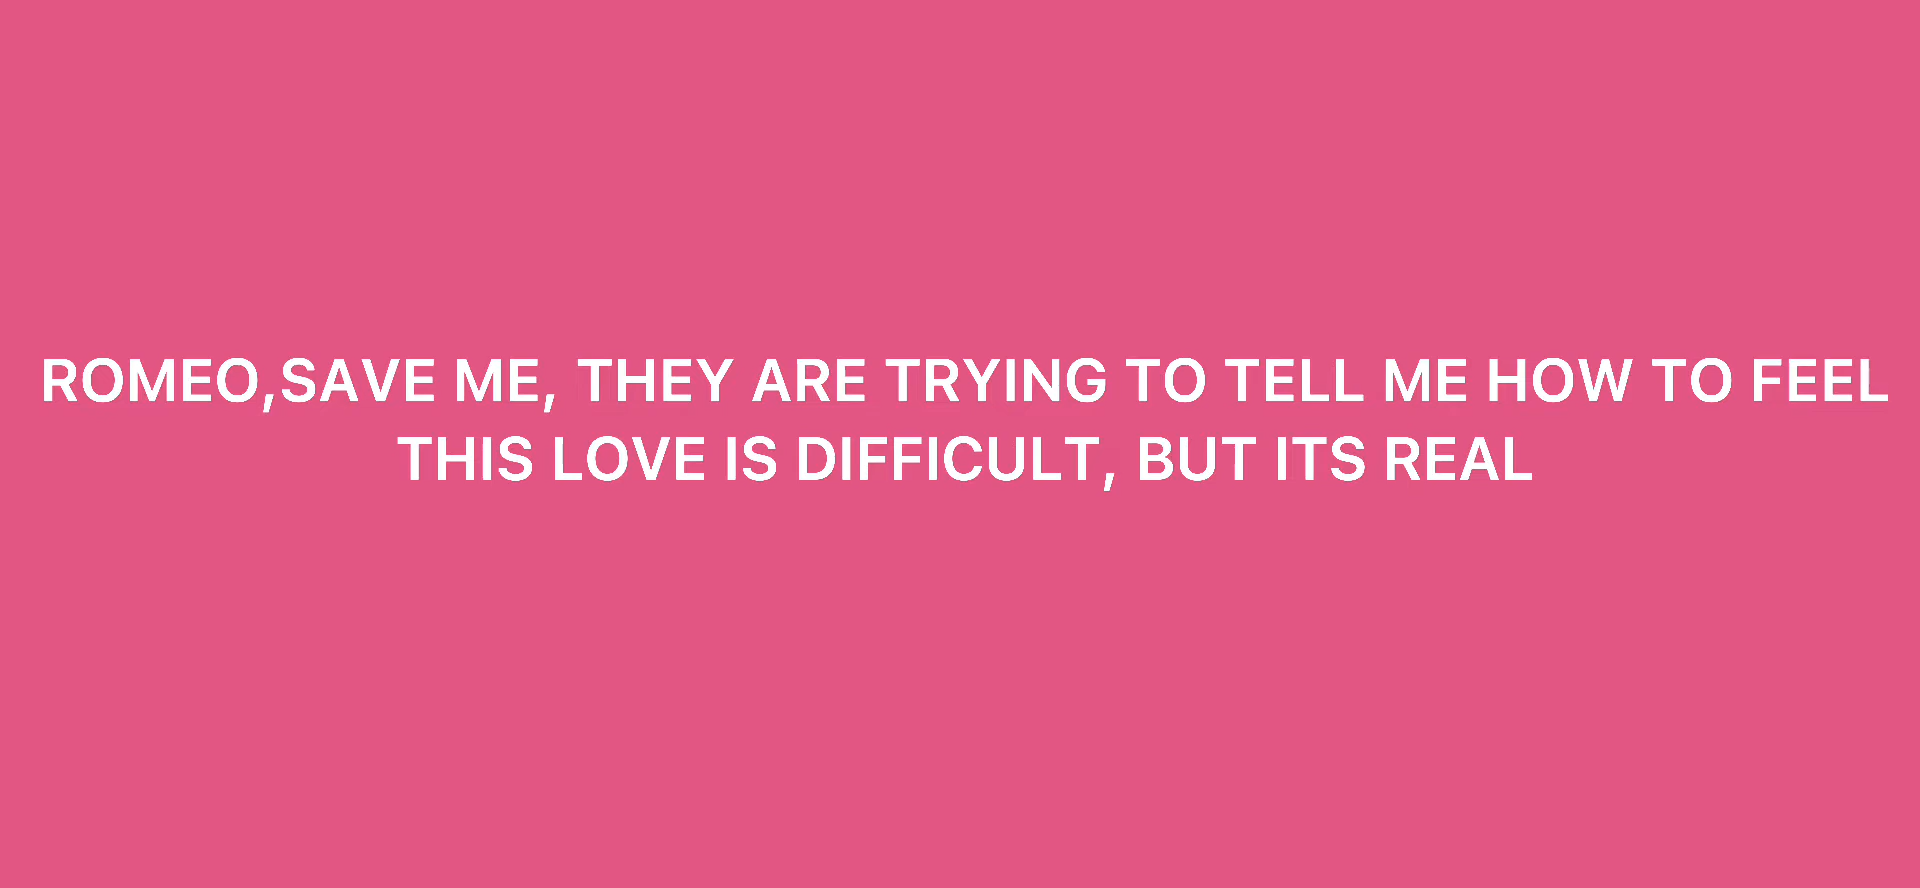 ROMEO,SAVE ME, THEY ARE TRYING TO TELL ME HOW TO FEEL
THIS LOVE IS DIFFICULT, BUT ITS REAL